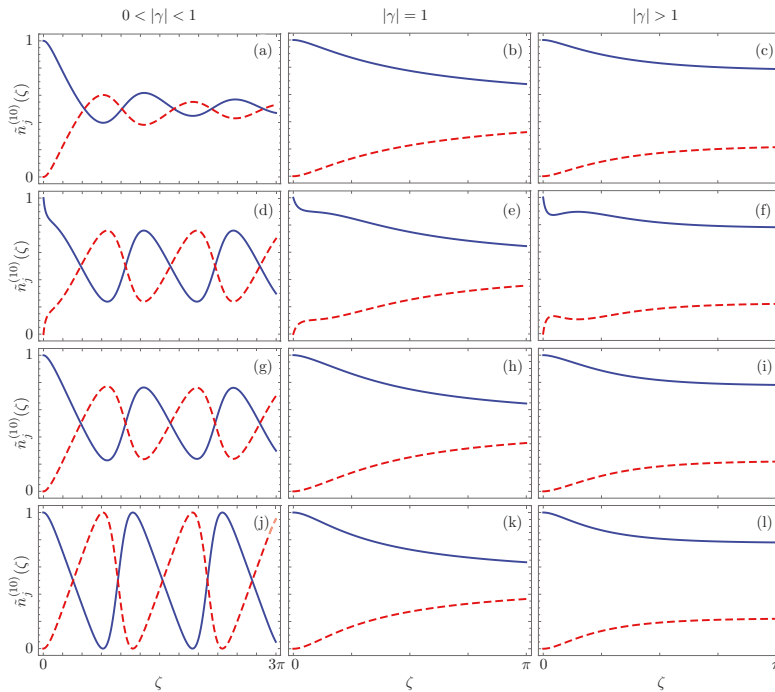 0 < |γ| < 1
|γ| = 1
|γ| > 1
1
(a)
(b)
(c)
ñ_j^(10)(ζ)
0
1
(d)
(e)
(f)
ñ_j^(10)(ζ)
0
1
(g)
(h)
(i)
ñ_j^(10)(ζ)
0
1
(j)
(k)
(l)
ñ_j^(10)(ζ)
0
0 ζ 3π
0 ζ π
0 ζ π